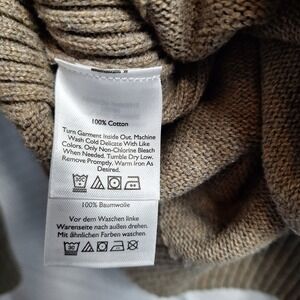 100% Cotton
Turn Garment Inside Out, Machine
Wash Cold Delicate With Like
Colors, Only Non-Chlorine Bleach
When Needed. Tumble Dry Low.
Remove Promptly. Warm Iron If
Needed.
100% Baumwolle
Vor dem Waschen linke
Warenseite nach außen drehen.
Mit ähnlichen Farben waschen